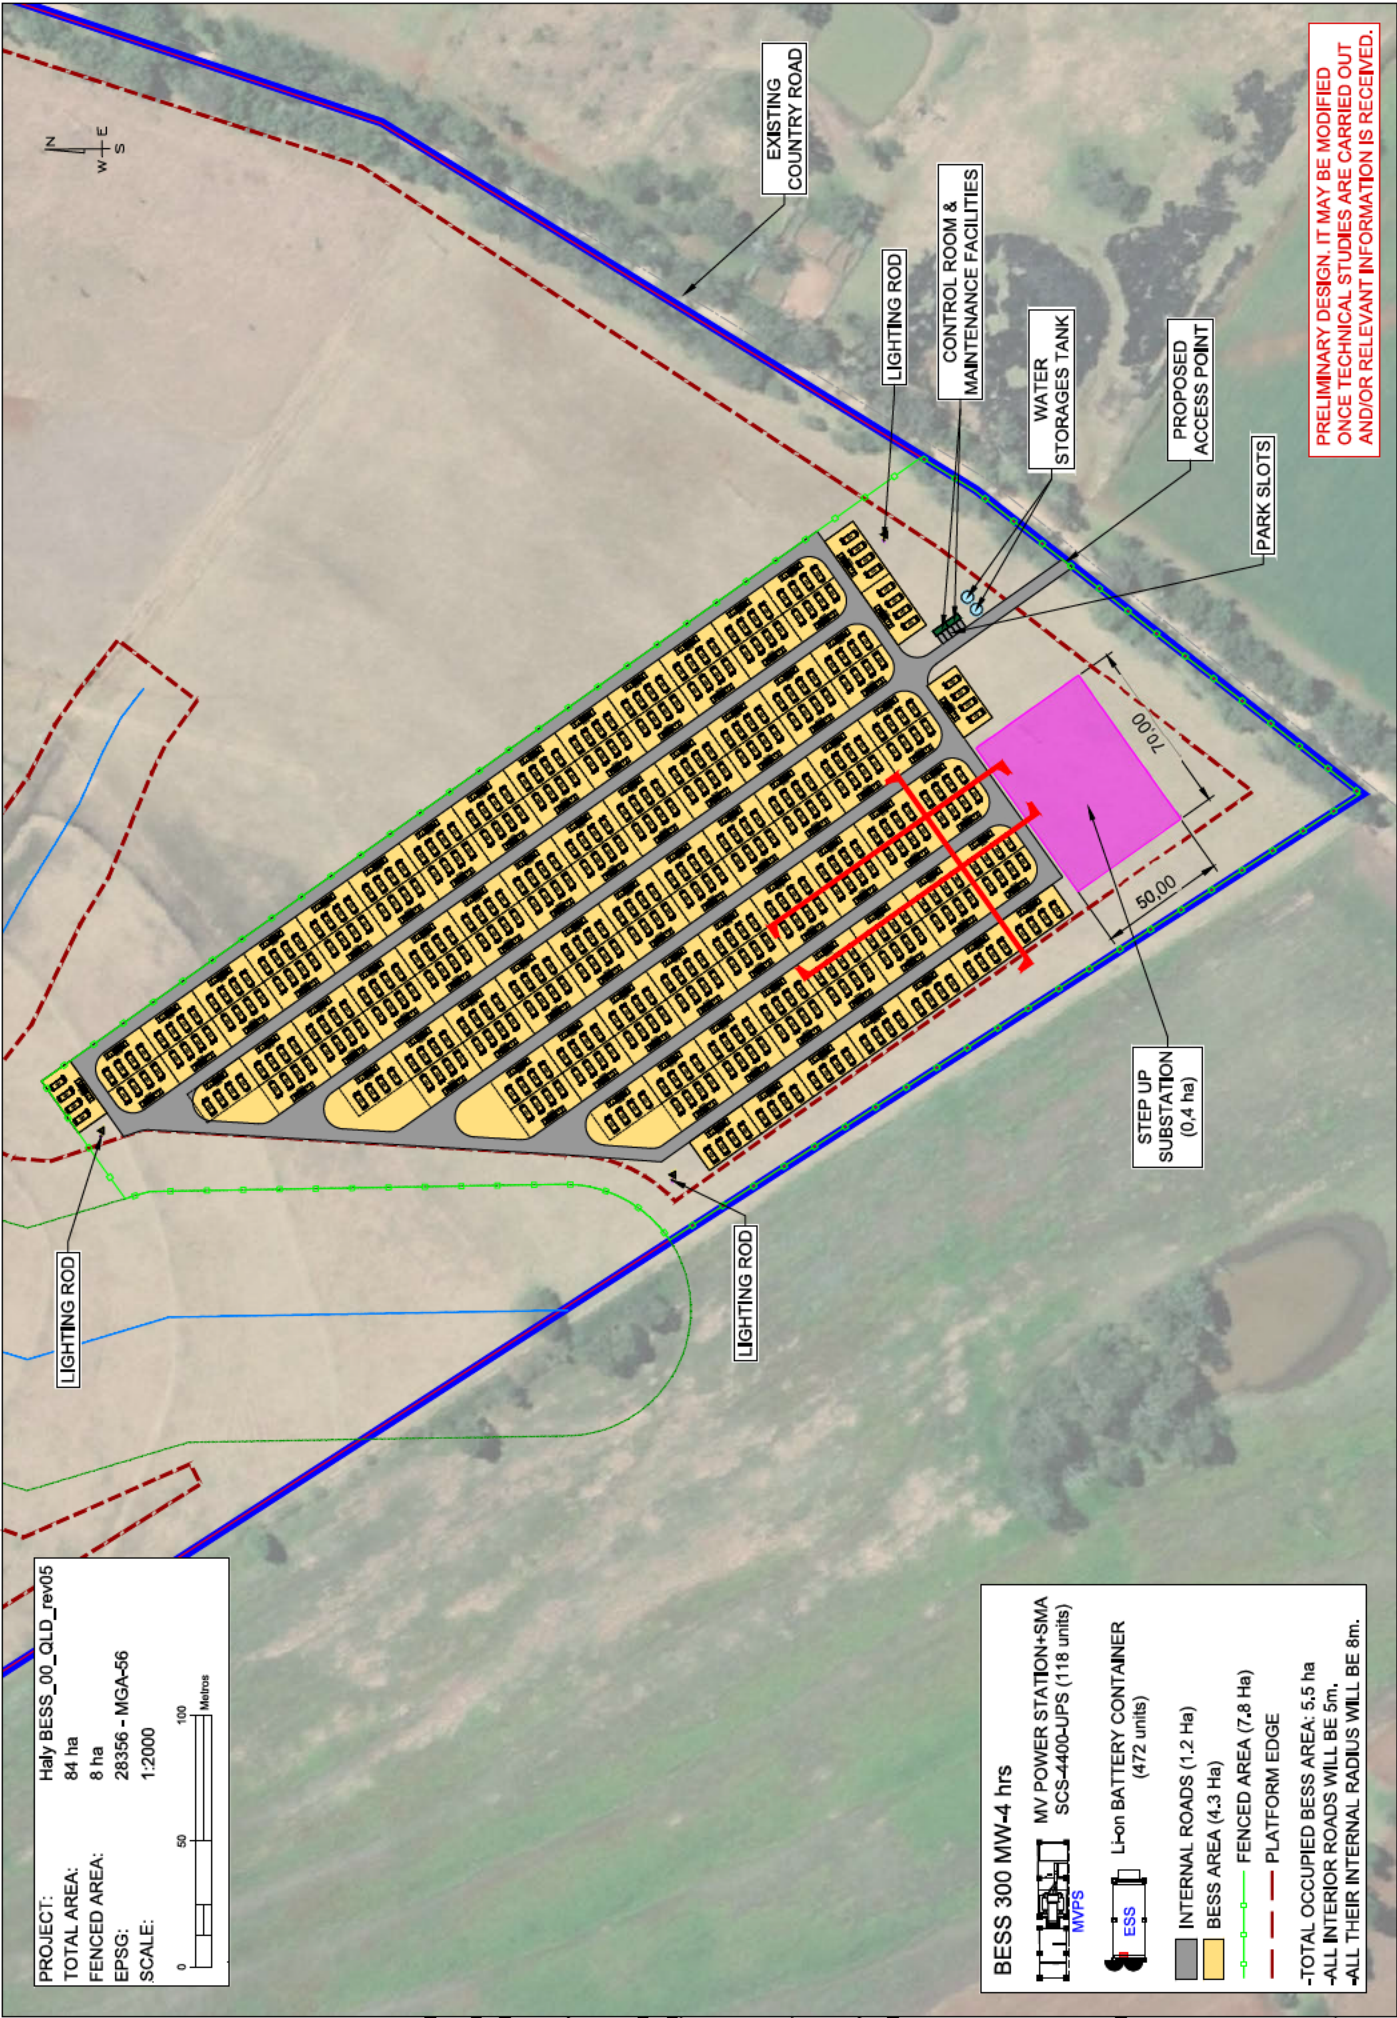 PROJECT: Haly BESS_00_QLD_rev05
TOTAL AREA: 84 ha
FENCED AREA: 8 ha
EPSG: 28356 - MGA-56
SCALE: 1:2000
0 50 100
Metros
N
W E
S
LIGHTING ROD
LIGHTING ROD
EXISTING
COUNTRY ROAD
LIGHTING ROD
CONTROL ROOM &
MAINTENANCE FACILITIES
WATER
STORAGES TANK
PROPOSED
ACCESS POINT
PARK SLOTS
70,00
50,00
STEP UP
SUBSTATION
(0,4 ha)
BESS 300 MW-4 hrs
MV POWER STATION+SMA
SCS-4400-UPS (118 units)
MVPS
Li-on BATTERY CONTAINER
(472 units)
ESS
INTERNAL ROADS (1.2 Ha)
BESS AREA (4.3 Ha)
FENCED AREA (7.8 Ha)
PLATFORM EDGE
-TOTAL OCCUPIED BESS AREA: 5.5 ha
-ALL INTERIOR ROADS WILL BE 5m.
-ALL THEIR INTERNAL RADIUS WILL BE 8m.
PRELIMINARY DESIGN. IT MAY BE MODIFIED
ONCE TECHNICAL STUDIES ARE CARRIED OUT
AND/OR RELEVANT INFORMATION IS RECEIVED.